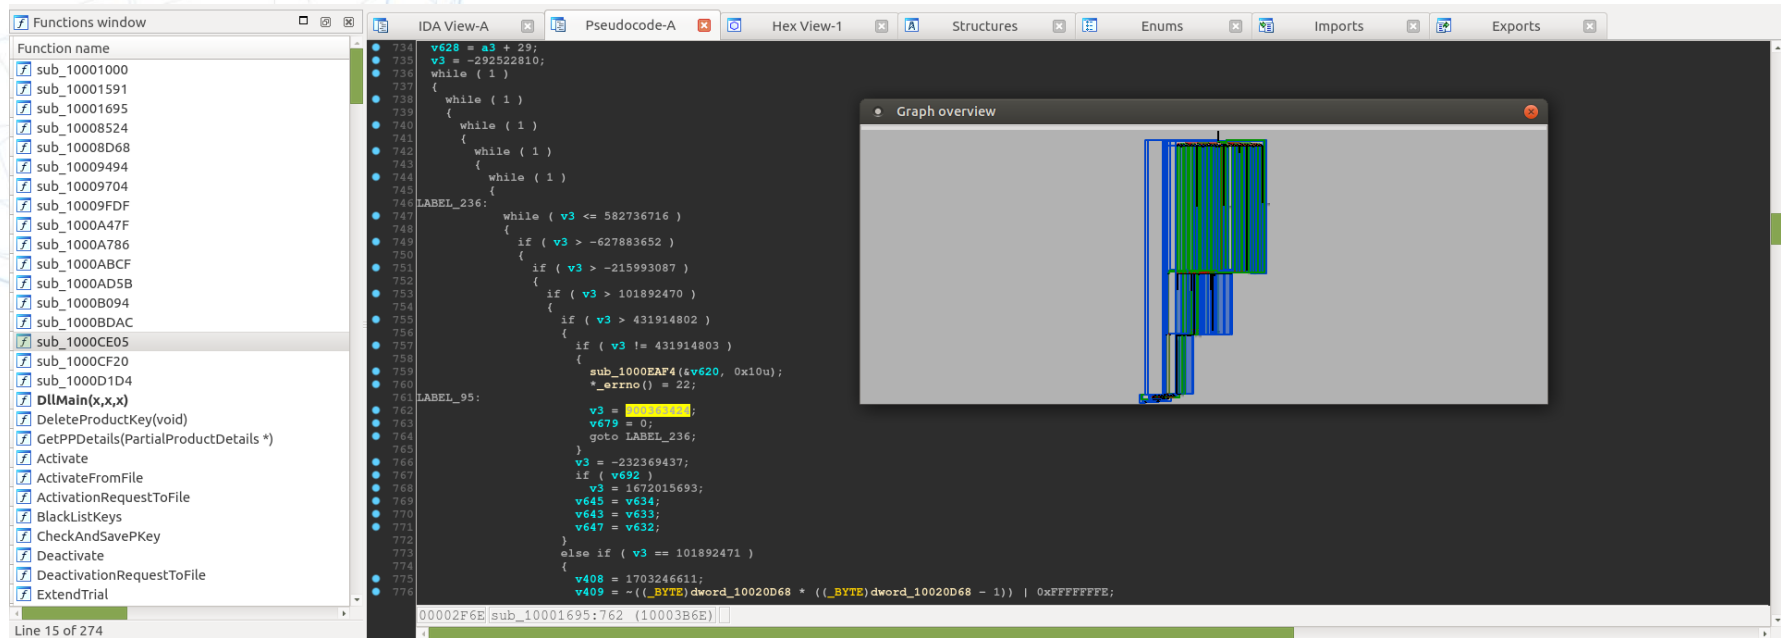 Functions window
Function name
sub_10001000
sub_10001591
sub_10001695
sub_10008524
sub_10008D68
sub_10009494
sub_10009704
sub_10009FDF
sub_1000A47F
sub_1000A786
sub_1000ABCF
sub_1000AD5B
sub_1000B094
sub_1000BDAC
sub_1000CE05
sub_1000CF20
sub_1000D1D4
DllMain(x,x,x)
DeleteProductKey(void)
GetPPDetails(PartialProductDetails *)
Activate
ActivateFromFile
ActivationRequestToFile
BlackListKeys
CheckAndSavePKey
Deactivate
DeactivationRequestToFile
ExtendTrial
Line 15 of 274
IDA View-A
Pseudocode-A
Hex View-1
Structures
Enums
Imports
Exports
734 v628 = a3 + 29;
735 v3 = -292522810;
736 while ( 1 )
737 {
738 while ( 1 )
739 {
740 while ( 1 )
741 {
742 while ( 1 )
743 {
744 while ( 1 )
745 {
746 LABEL_236:
747 while ( v3 <= 582736716 )
748 {
749 if ( v3 > -627883652 )
750 {
751 if ( v3 > -215993087 )
752 {
753 if ( v3 > 101892470 )
754 {
755 if ( v3 > 431914802 )
756 {
757 if ( v3 != 431914803 )
758 {
759 sub_1000EAF4(&v620, 0x10u);
760 *_errno() = 22;
761 LABEL_95:
762 v3 = 900363424;
763 v679 = 0;
764 goto LABEL_236;
765 }
766 v3 = -232369437;
767 if ( v692 )
768 v3 = 1672015693;
769 v645 = v634;
770 v643 = v633;
771 v647 = v632;
772 }
773 else if ( v3 == 101892471 )
774 {
775 v408 = 1703246611;
776 v409 = ~((_BYTE)dword_10020D68 * ((_BYTE)dword_10020D68 - 1)) | 0xFFFFFFFE;
00002F6E sub_10001695:762 (10003B6E)
Graph overview